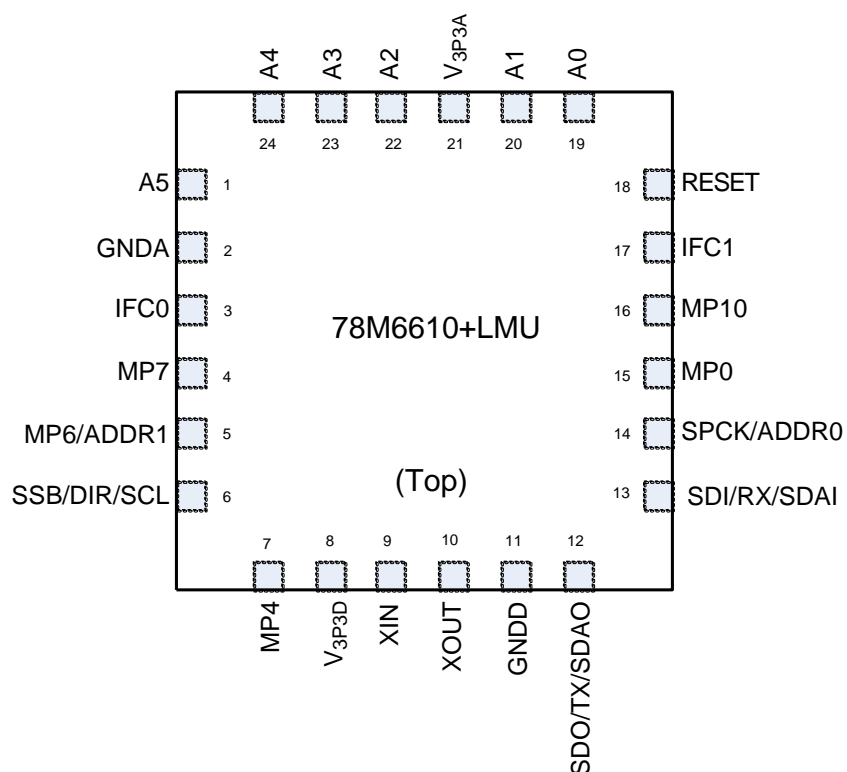 A4 A3 A2 V3P3A A1 A0
24 23 22 21 20 19
A5 1 18 RESET
GNDA 2 17 IFC1
IFC0 3 16 MP10
78M6610+LMU
MP7 4 15 MP0
MP6/ADDR1 5 14 SPCK/ADDR0
(Top)
SSB/DIR/SCL 6 13 SDI/RX/SDAI
7 8 9 10 11 12
MP4 V3P3D XIN XOUT GNDD SDO/TX/SDAO